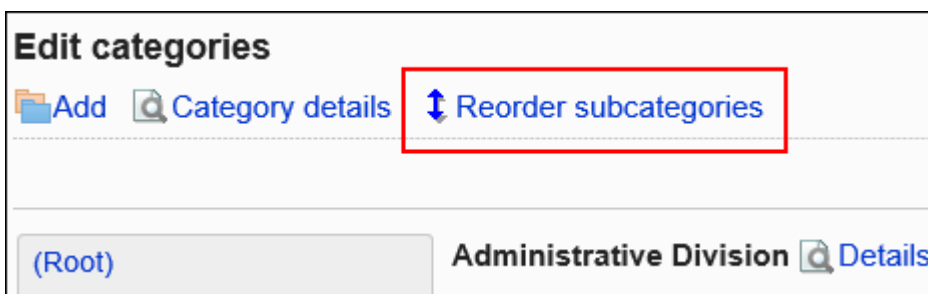 Edit categories
Add Category details Reorder subcategories
(Root) Administrative Division Details